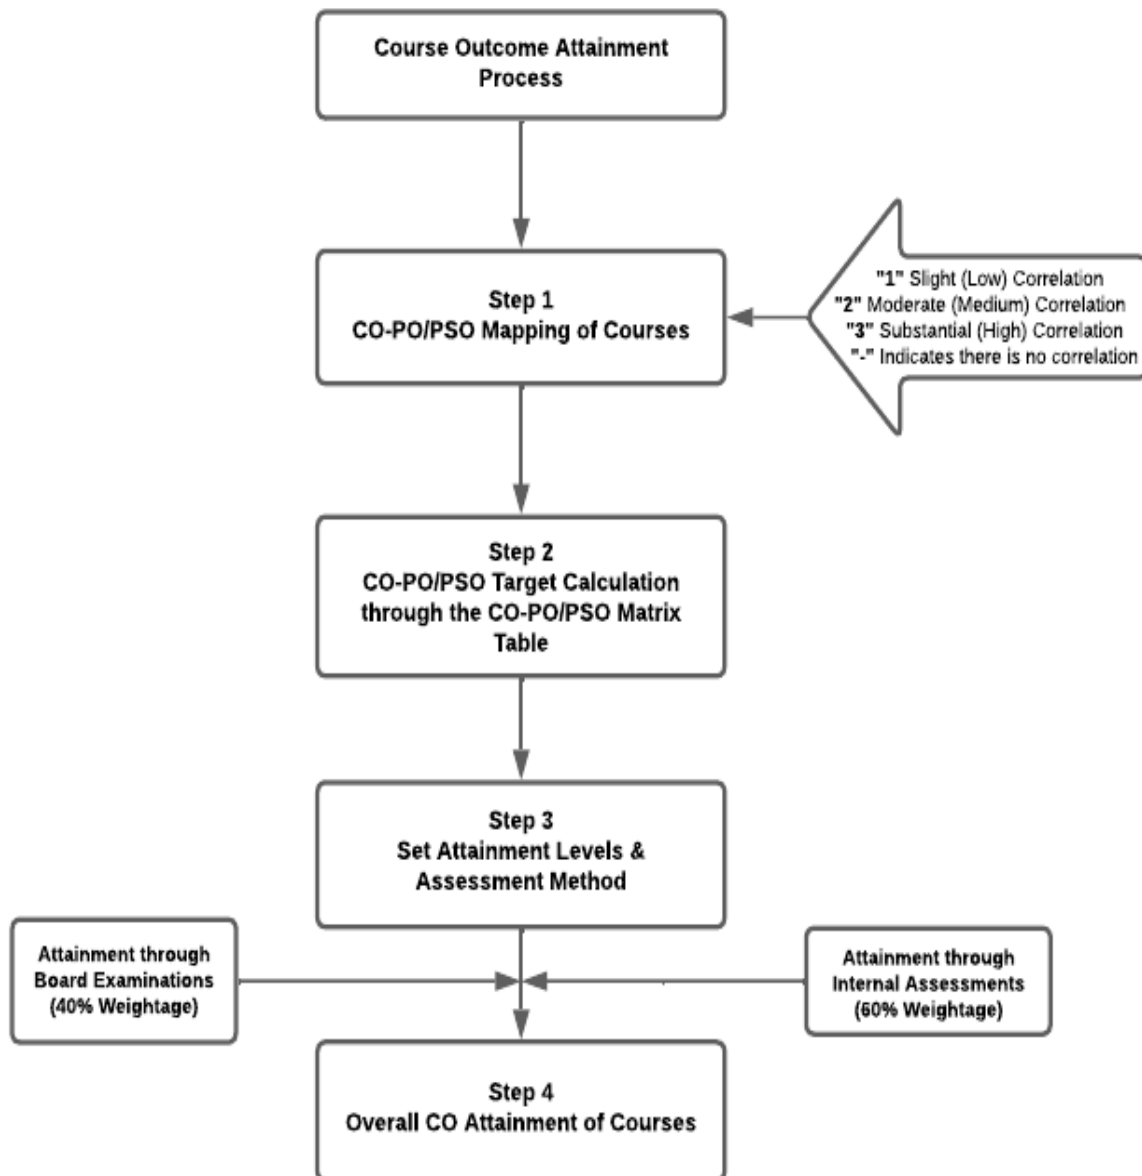 Course Outcome Attainment
Process
Step 1
CO-PO/PSO Mapping of Courses
"1" Slight (Low) Correlation
"2" Moderate (Medium) Correlation
"3" Substantial (High) Correlation
"-" Indicates there is no correlation
Step 2
CO-PO/PSO Target Calculation
through the CO-PO/PSO Matrix
Table
Step 3
Set Attainment Levels &
Assessment Method
Attainment through
Board Examinations
(40% Weightage)
Attainment through
Internal Assessments
(60% Weightage)
Step 4
Overall CO Attainment of Courses